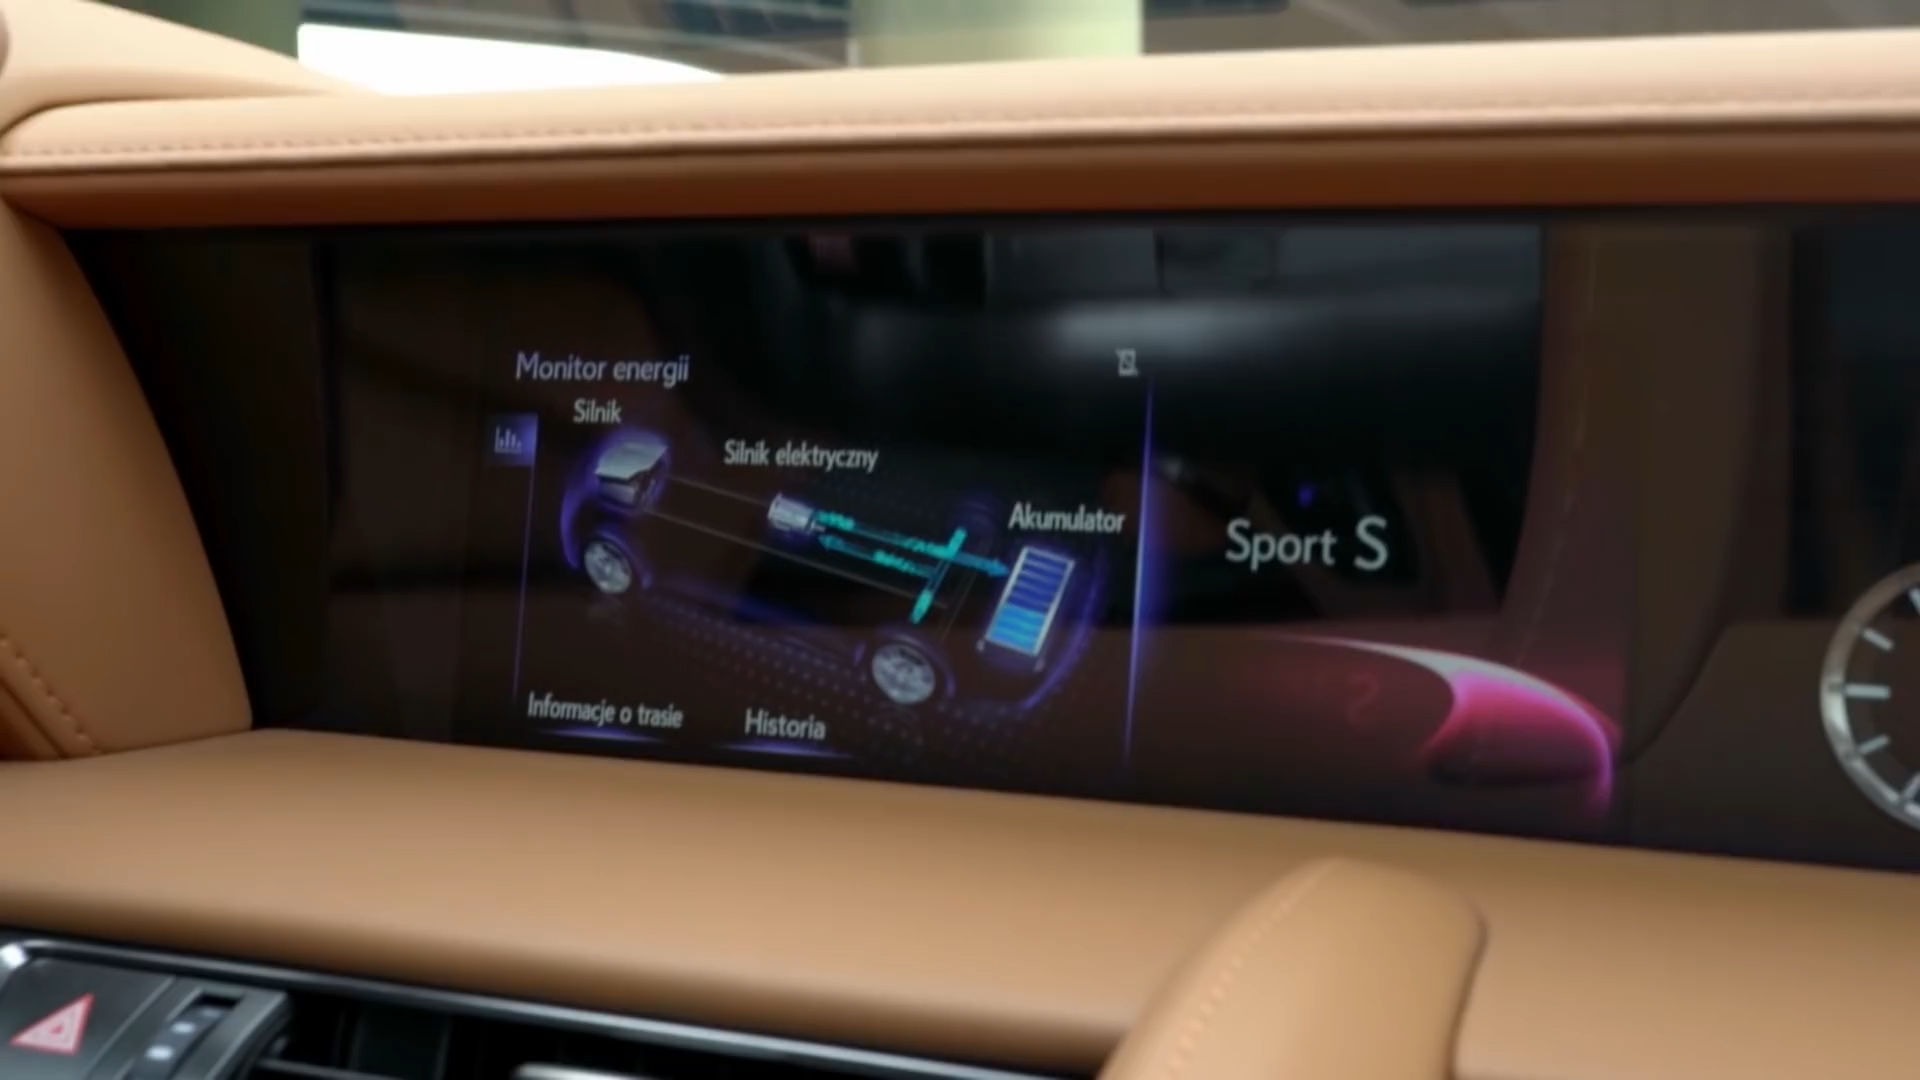 Monitor energii
Silnik
Silnik elektryczny
Akumulator
Sport S
Informacje o trasie
Historia